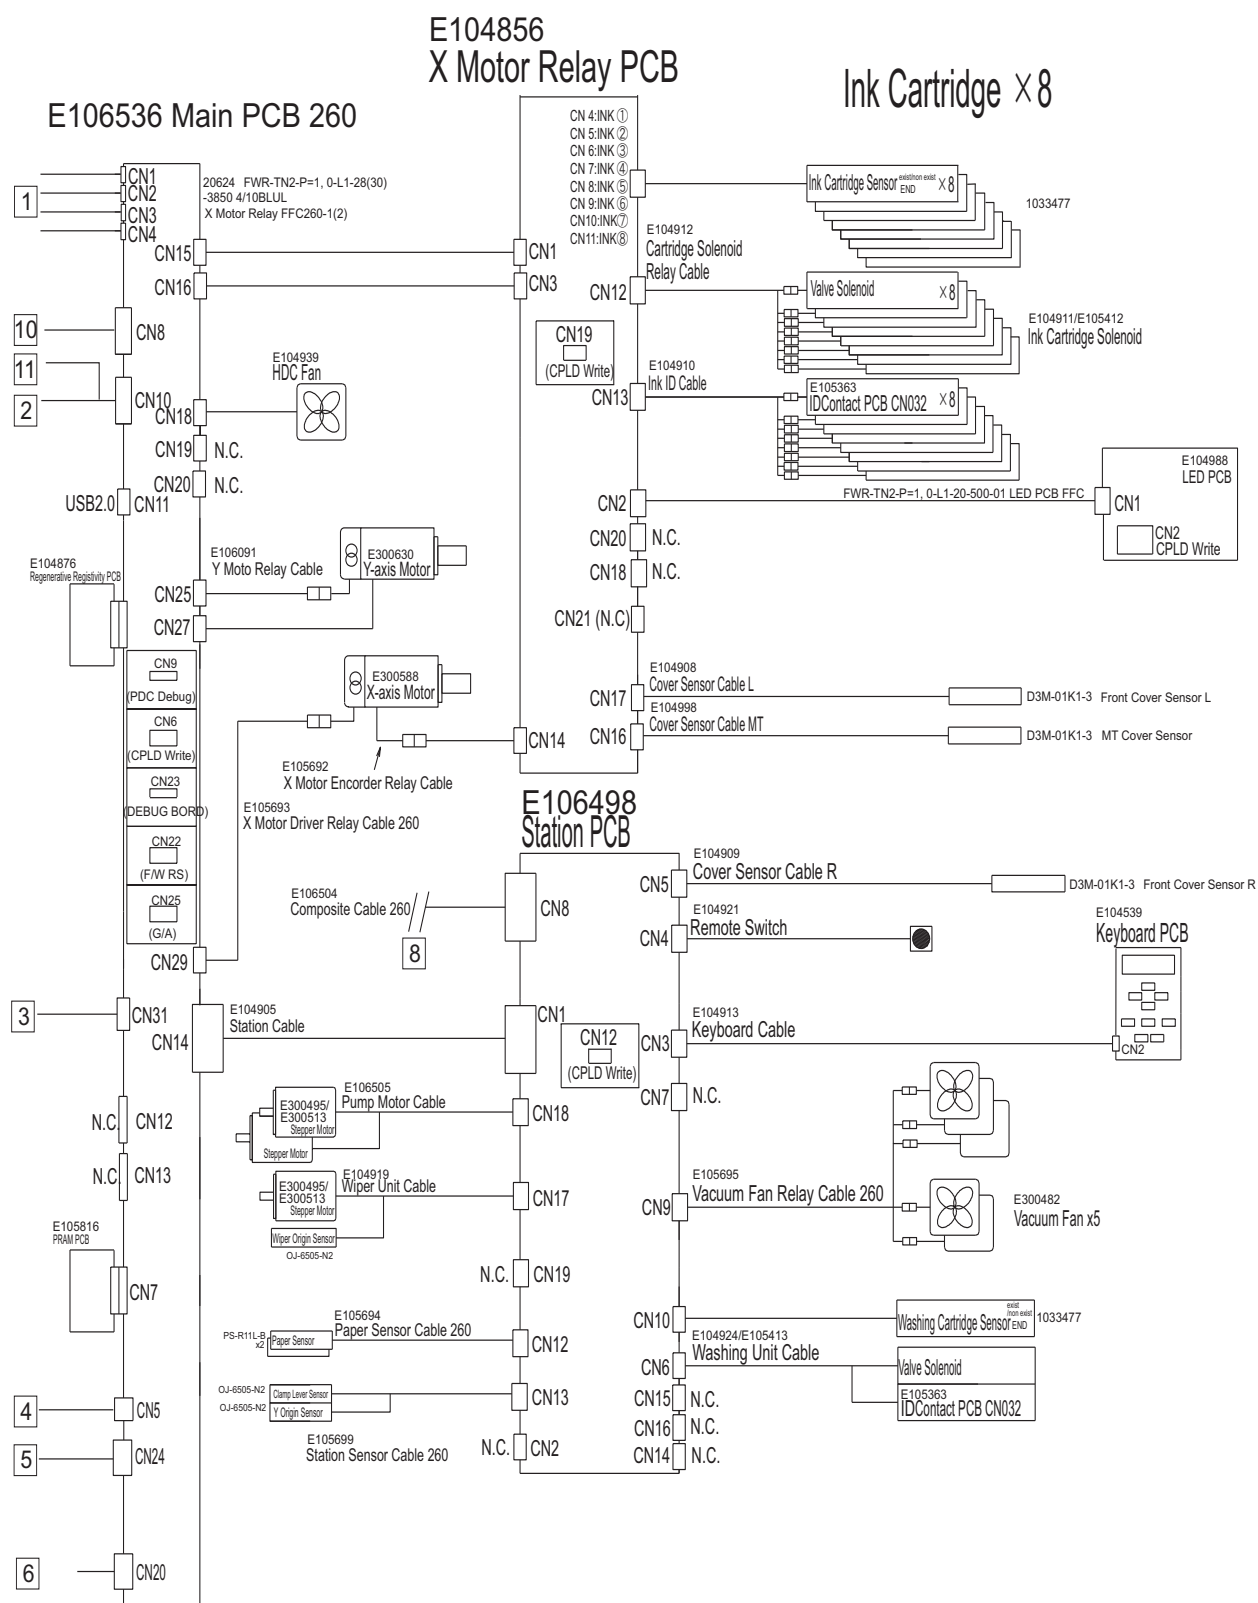 E104856
X Motor Relay PCB
Ink Cartridge ×8
E106536 Main PCB 260
CN 4:INK ①
CN 5:INK ②
CN 6:INK ③
CN 7:INK ④
CN 8:INK ⑤
CN 9:INK ⑥
CN10:INK⑦
CN11:INK⑧
1
CN1
CN2
CN3
CN4
20624 FWR-TN2-P=1, 0-L1-28(30)
-3850 4/10BLUL
X Motor Relay FFC260-1(2)
CN15
CN16
CN1
CN3
Ink Cartridge Sensor exist/non exist END ×8
1033477
E104912
Cartridge Solenoid
Relay Cable
CN12
Valve Solenoid ×8
E104911/E105412
Ink Cartridge Solenoid
10
CN8
11
2
CN10
E104939
HDC Fan
CN18
CN19 N.C.
CN20 N.C.
USB2.0 CN11
CN19
(CPLD Write)
E104910
Ink ID Cable
CN13
E105363
IDContact PCB CN032 ×8
E104988
LED PCB
CN2
FWR-TN2-P=1, 0-L1-20-500-01 LED PCB FFC
CN1
CN2
CPLD Write
CN20 N.C.
CN18 N.C.
CN21 (N.C)
E104876
Regenerative Registivity PCB
E106091
Y Moto Relay Cable
E300630
Y-axis Motor
CN25
CN27
CN9
(PDC Debug)
CN6
(CPLD Write)
CN23
(DEBUG BORD)
CN22
(F/W RS)
CN25
(G/A)
E300588
X-axis Motor
CN14
E105692
X Motor Encorder Relay Cable
E105693
X Motor Driver Relay Cable 260
E104908
Cover Sensor Cable L
CN17
D3M-01K1-3 Front Cover Sensor L
E104998
Cover Sensor Cable MT
CN16
D3M-01K1-3 MT Cover Sensor
E106498
Station PCB
E104909
Cover Sensor Cable R
CN5
D3M-01K1-3 Front Cover Sensor R
E106504
Composite Cable 260
8
CN8
E104921
Remote Switch
CN4
E104539
Keyboard PCB
CN2
CN29
3
CN31
CN14
E104905
Station Cable
CN1
CN12
(CPLD Write)
E104913
Keyboard Cable
CN3
CN7 N.C.
N.C. CN12
N.C. CN13
E300495/
E300513
Stepper Motor
Stepper Motor
E106505
Pump Motor Cable
CN18
E300495/
E300513
Stepper Motor
E104919
Wiper Unit Cable
CN17
Wiper Origin Sensor
OJ-6505-N2
E105695
Vacuum Fan Relay Cable 260
CN9
E300482
Vacuum Fan x5
E105816
PRAM PCB
CN7
N.C. CN19
PS-R11L-B
x2
Paper Sensor
E105694
Paper Sensor Cable 260
CN12
CN10
Washing Cartridge Sensor exist /non exist END
1033477
E104924/E105413
Washing Unit Cable
CN6
Valve Solenoid
E105363
IDContact PCB CN032
OJ-6505-N2 Clamp Lever Sensor
OJ-6505-N2 Y Origin Sensor
CN13
E105699
Station Sensor Cable 260
N.C. CN2
CN15 N.C.
CN16 N.C.
CN14 N.C.
4
CN5
5
CN24
6
CN20